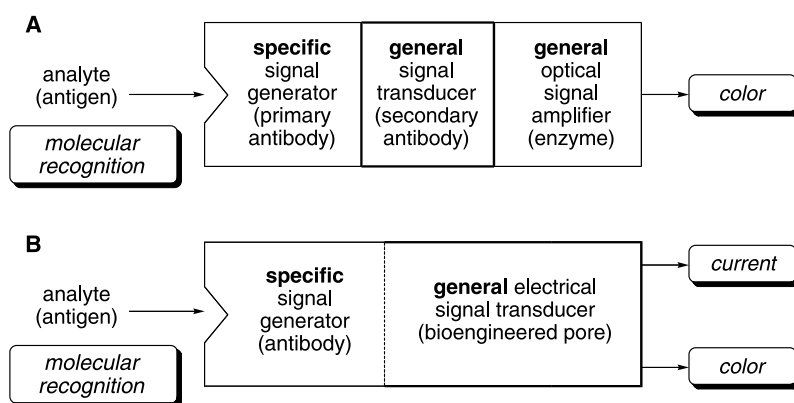 A
analyte
(antigen)
molecular
recognition
specific
signal
generator
(primary
antibody)
general
signal
transducer
(secondary
antibody)
general
optical
signal
amplifier
(enzyme)
color
B
analyte
(antigen)
molecular
recognition
specific
signal
generator
(antibody)
general electrical
signal transducer
(bioengineered pore)
current
color